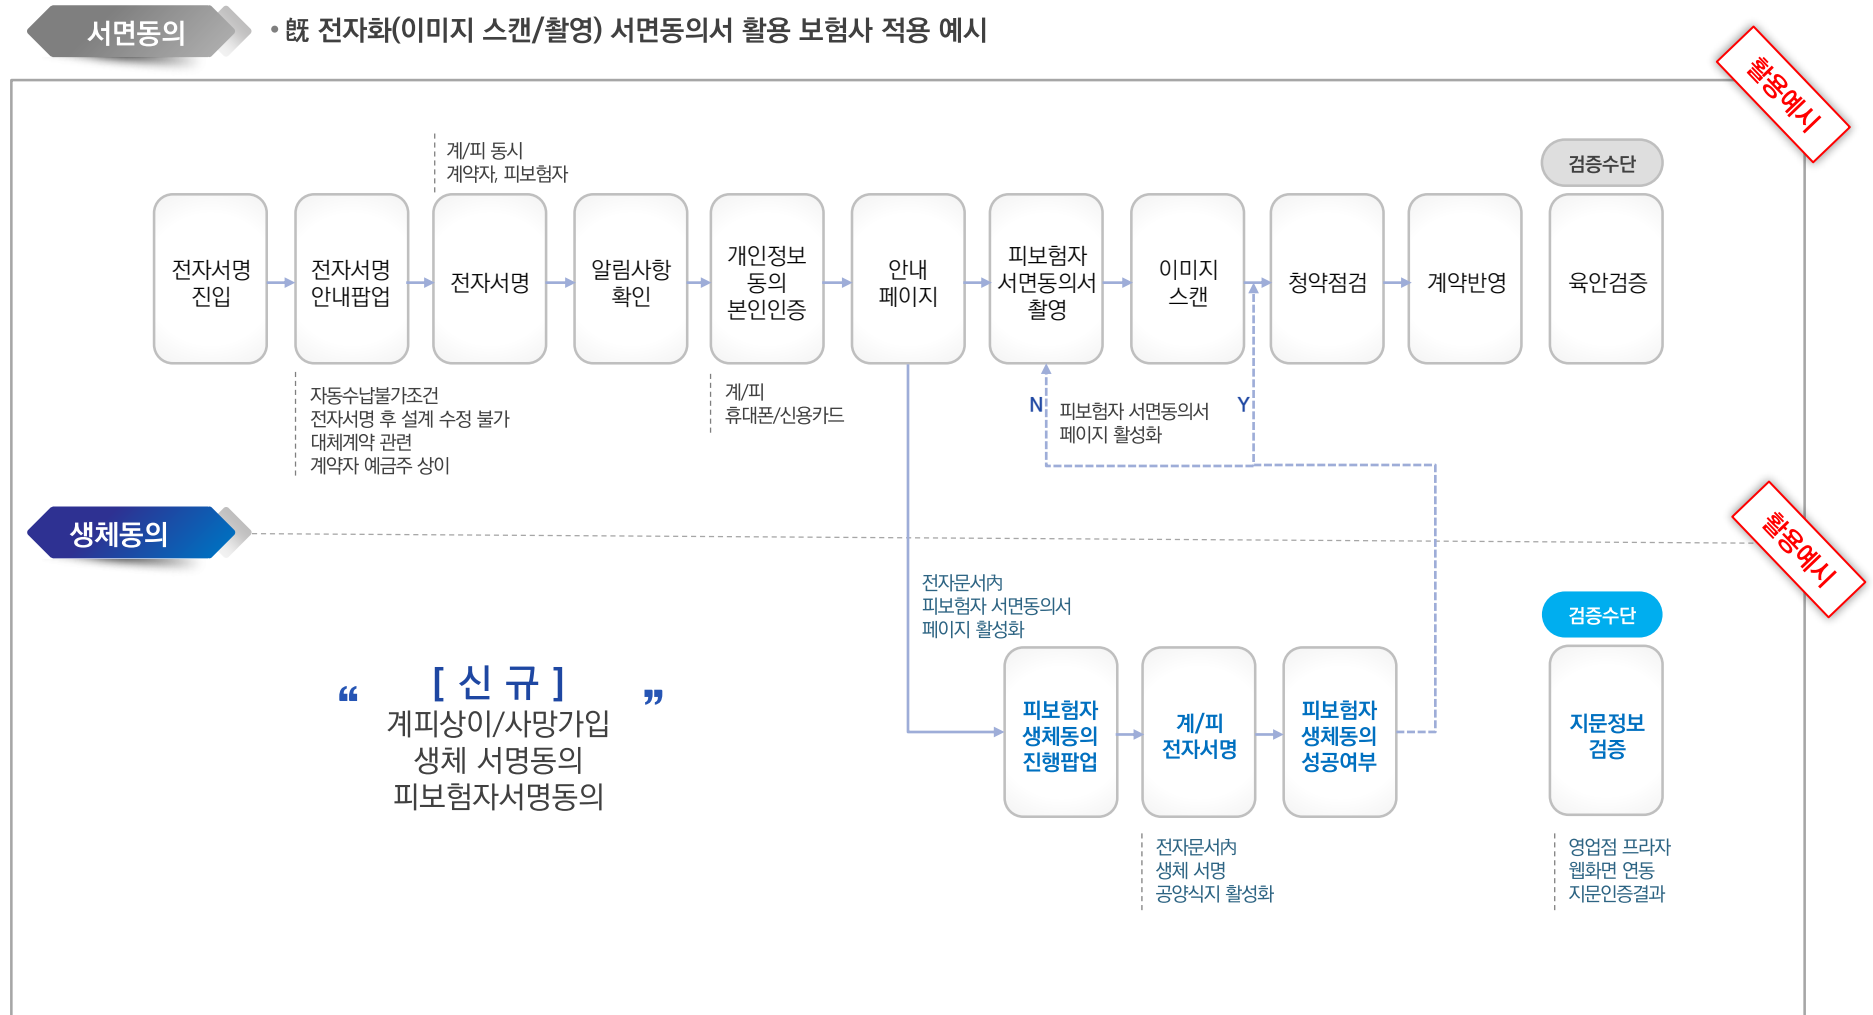 서면동의
• 旣 전자화(이미지 스캔/촬영) 서면동의서 활용 보험사 적용 예시
활용예시
계/피 동시
계약자, 피보험자
검증수단
전자서명
진입
전자서명
안내팝업
전자서명
알림사항
확인
개인정보
동의
본인인증
안내
페이지
피보험자
서면동의서
촬영
이미지
스캔
청약점검
계약반영
육안검증
자동수납불가조건
전자서명 후 설계 수정 불가
대체계약 관련
계약자 예금주 상이
계/피
휴대폰/신용카드
N
피보험자 서면동의서
페이지 활성화
Y
생체동의
활용예시
전자문서內
피보험자 서면동의서
페이지 활성화
검증수단
“ [ 신 규 ] ”
계피상이/사망가입
생체 서명동의
피보험자서명동의
피보험자
생체동의
진행팝업
계/피
전자서명
피보험자
생체동의
성공여부
지문정보
검증
전자문서內
생체 서명
공양식지 활성화
영업점 프라자
웹화면 연동
지문인증결과